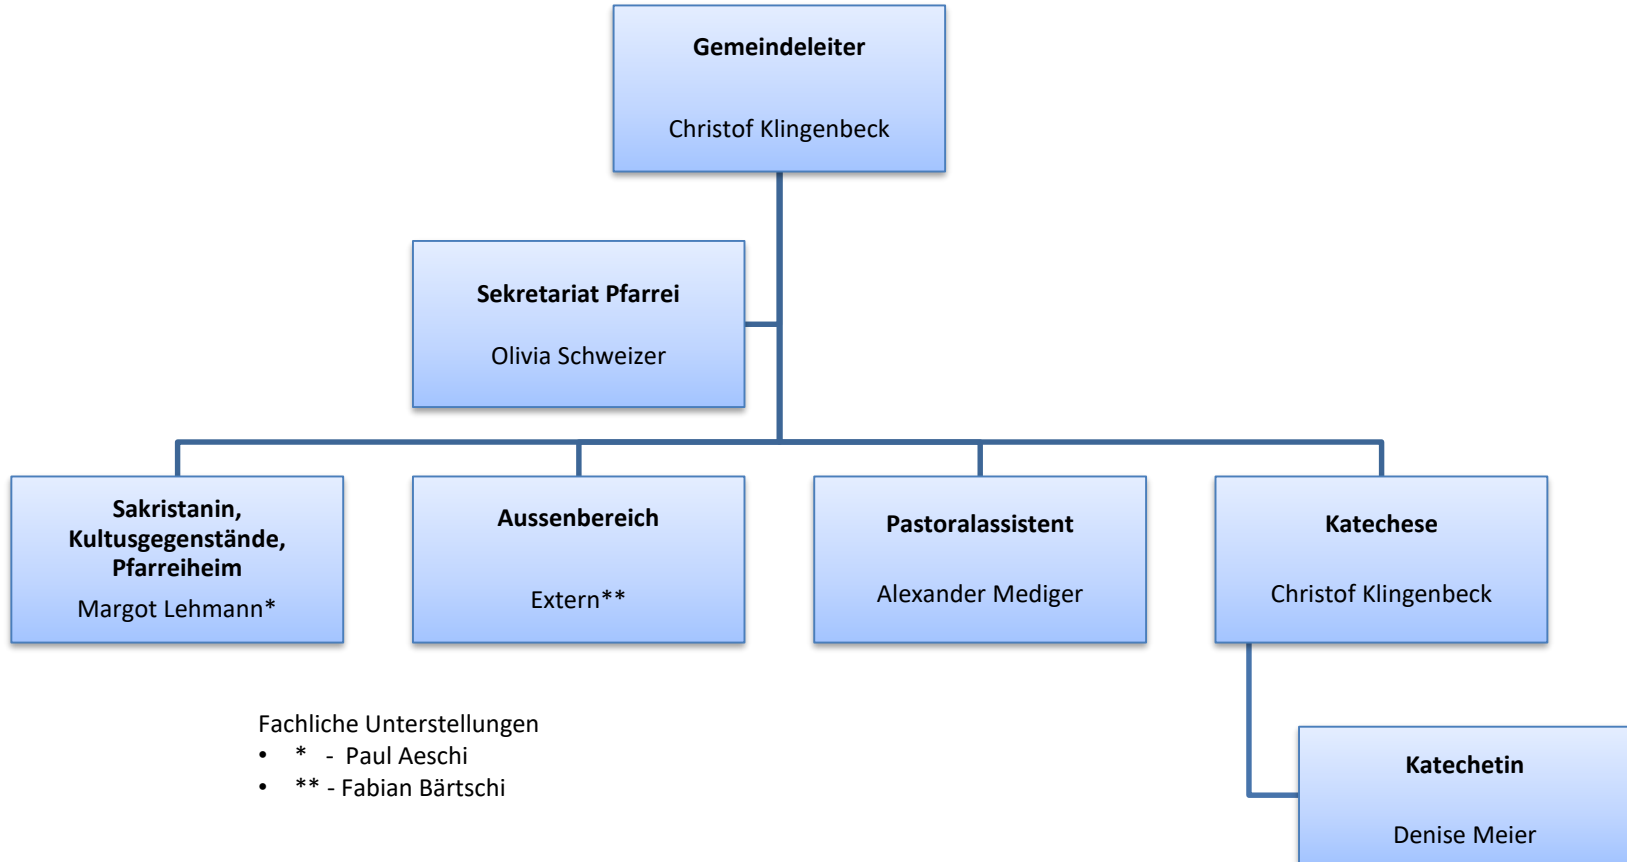 Gemeindeleiter
Christof Klingenbeck
Sekretariat Pfarrei
Olivia Schweizer
Sakristanin,
Kultusgegenstände,
Pfarreiheim
Margot Lehmann*
Aussenbereich
Extern**
Pastoralassistent
Alexander Mediger
Katechese
Christof Klingenbeck
Fachliche Unterstellungen
• * - Paul Aeschi
• ** - Fabian Bärtschi
Katechetin
Denise Meier